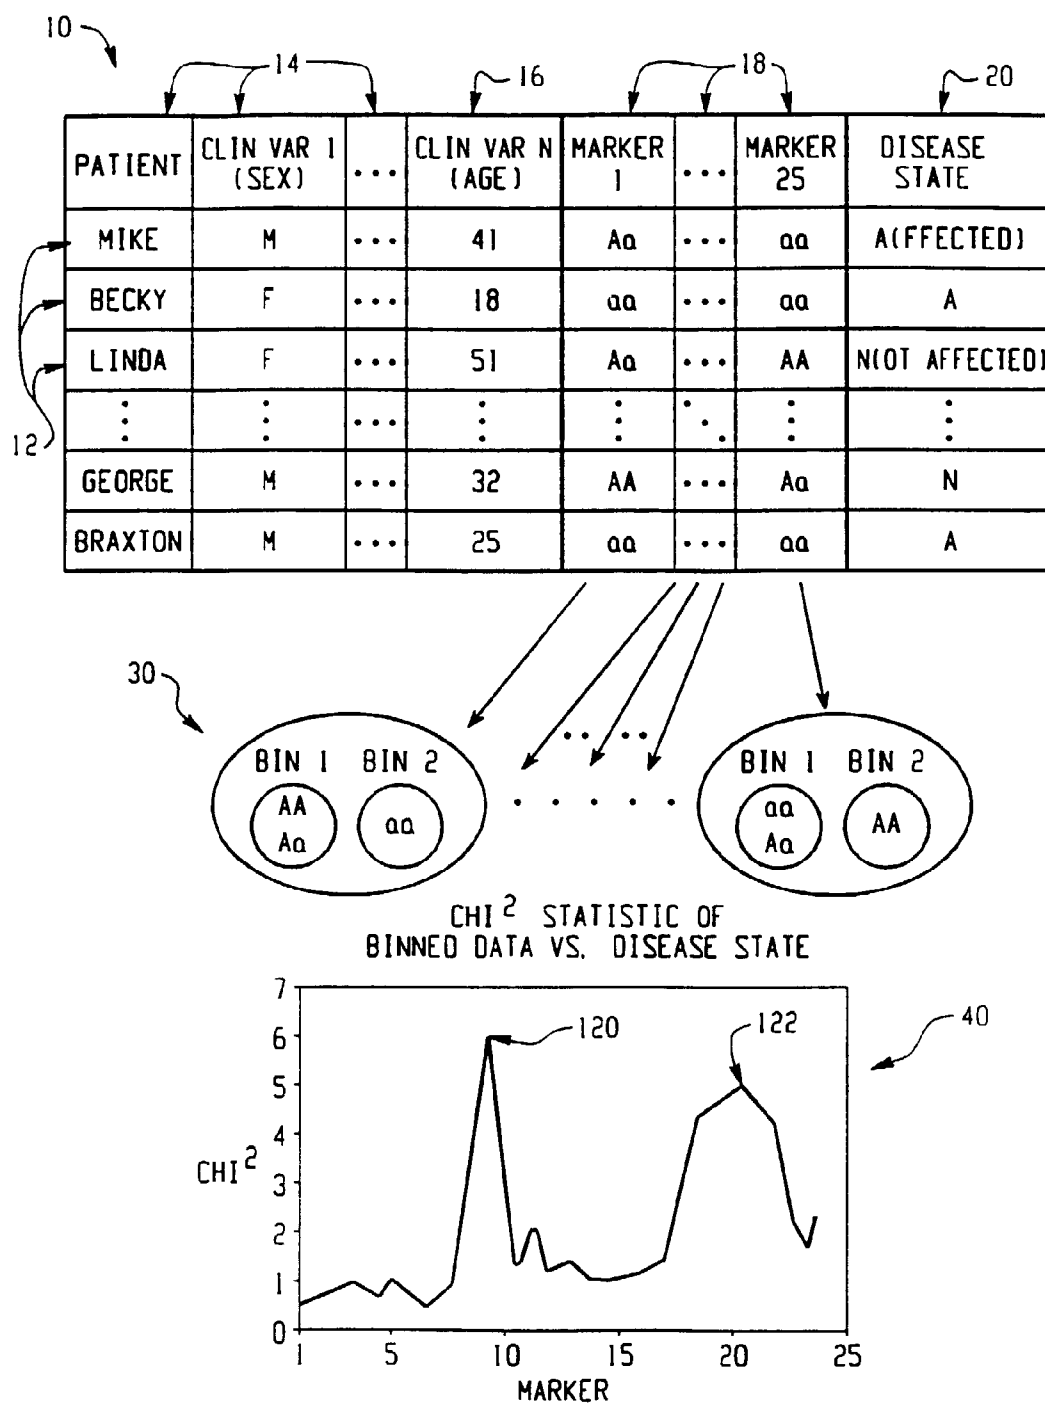 10
14
16
18
20
PATIENT CLIN VAR 1 (SEX) ... CLIN VAR N (AGE) MARKER 1 ... MARKER 25 DISEASE STATE
MIKE M ... 41 Aa ... aa A(FFECTED)
BECKY F ... 18 aa ... aa A
LINDA F ... 51 Aa ... AA N(OT AFFECTED)
12
GEORGE M ... 32 AA ... Aa N
BRAXTON M ... 25 aa ... aa A
30
BIN 1 BIN 2
AA
Aa
aa
BIN 1 BIN 2
aa
Aa
AA
CHI² STATISTIC OF
BINNED DATA VS. DISEASE STATE
40
120
122
7
6
5
4
3
2
1
0
CHI²
1 5 10 15 20 25
MARKER